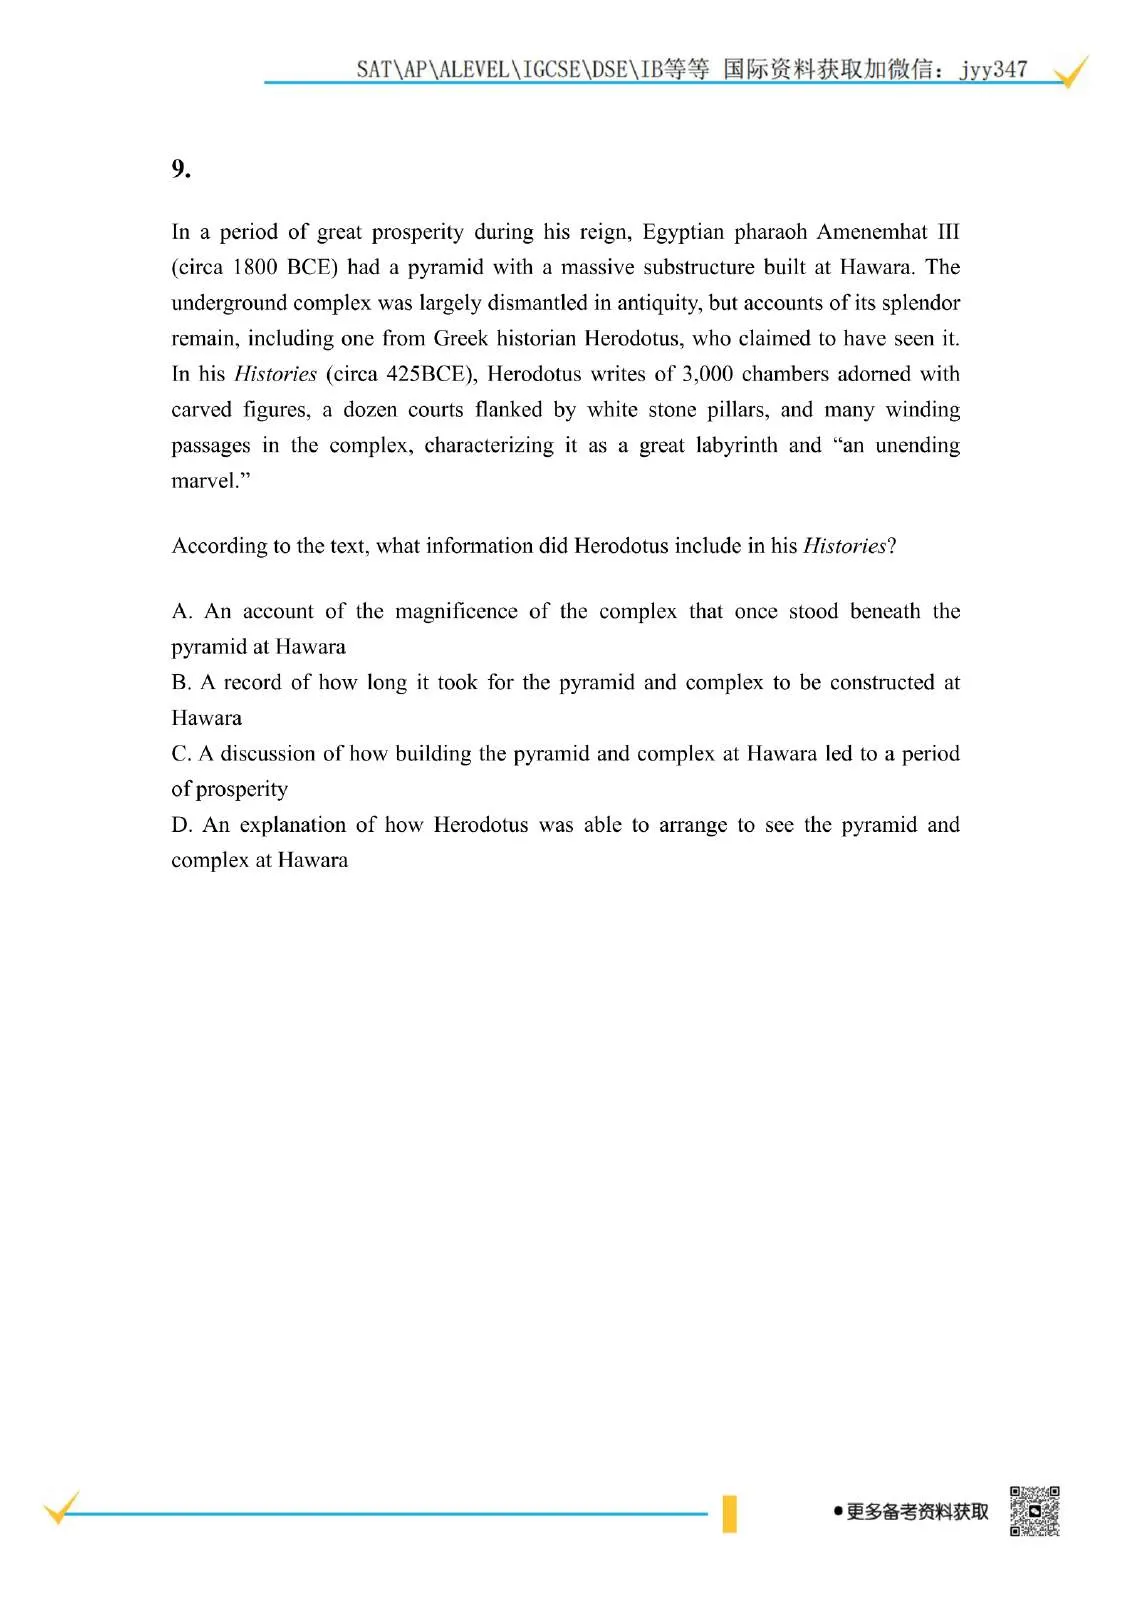 SAT\AP\ALEVEL\IGCSE\DSE\IB等等 国际资料获取加微信：jyy347
9.
In a period of great prosperity during his reign, Egyptian pharaoh Amenemhat III
(circa 1800 BCE) had a pyramid with a massive substructure built at Hawara. The
underground complex was largely dismantled in antiquity, but accounts of its splendor
remain, including one from Greek historian Herodotus, who claimed to have seen it.
In his Histories (circa 425BCE), Herodotus writes of 3,000 chambers adorned with
carved figures, a dozen courts flanked by white stone pillars, and many winding
passages in the complex, characterizing it as a great labyrinth and “an unending
marvel.”
According to the text, what information did Herodotus include in his Histories?
A. An account of the magnificence of the complex that once stood beneath the
pyramid at Hawara
B. A record of how long it took for the pyramid and complex to be constructed at
Hawara
C. A discussion of how building the pyramid and complex at Hawara led to a period
of prosperity
D. An explanation of how Herodotus was able to arrange to see the pyramid and
complex at Hawara
•更多备考资料获取